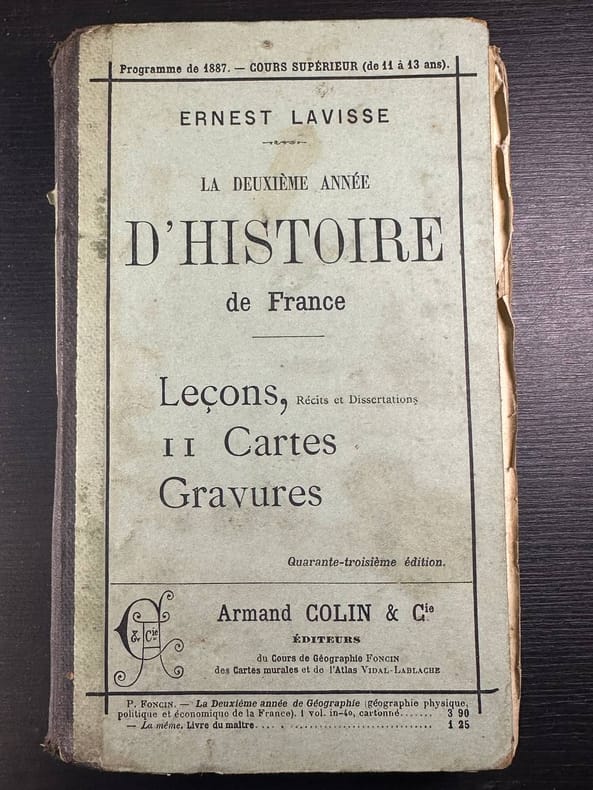 Programme de 1887. — COURS SUPÉRIEUR (de 11 à 13 ans).
ERNEST LAVISSE
LA DEUXIÈME ANNÉE
D'HISTOIRE
de France
Leçons, Récits et Dissertations
11 Cartes
Gravures
Quarante-troisième édition.
& Cie
Armand COLIN & Cie
ÉDITEURS
du Cours de Géographie FONCIN
des Cartes murales et de l'Atlas VIDAL-LABLACHE
P. FONCIN. — La Deuxième année de Géographie (géographie physique,
politique et économique de la France). 1 vol. in-4o, cartonné....... 3 90
— La même, Livre du maître.................................... 1 25